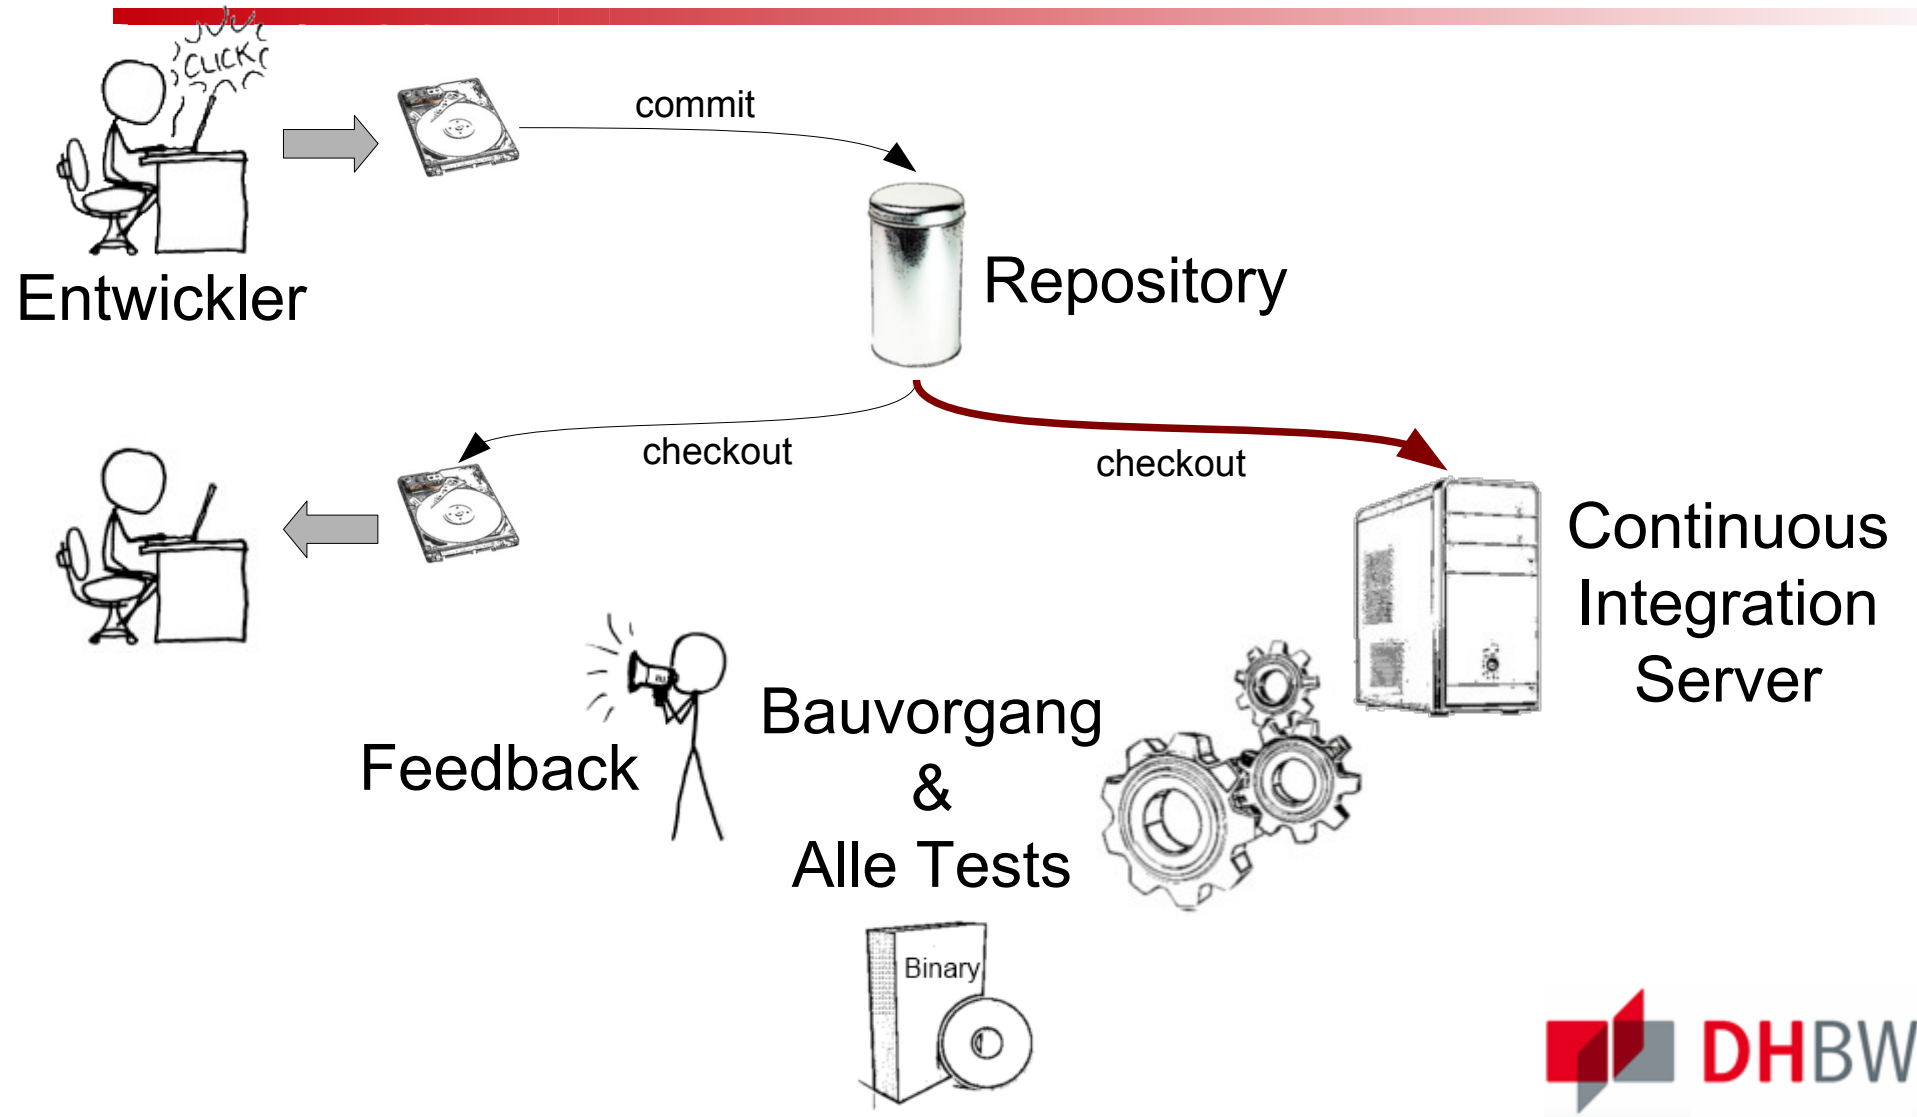 CLICK
commit
Entwickler
Repository
checkout
checkout
Continuous
Integration
Server
Feedback
Bauvorgang
&
Alle Tests
Binary
DHBW